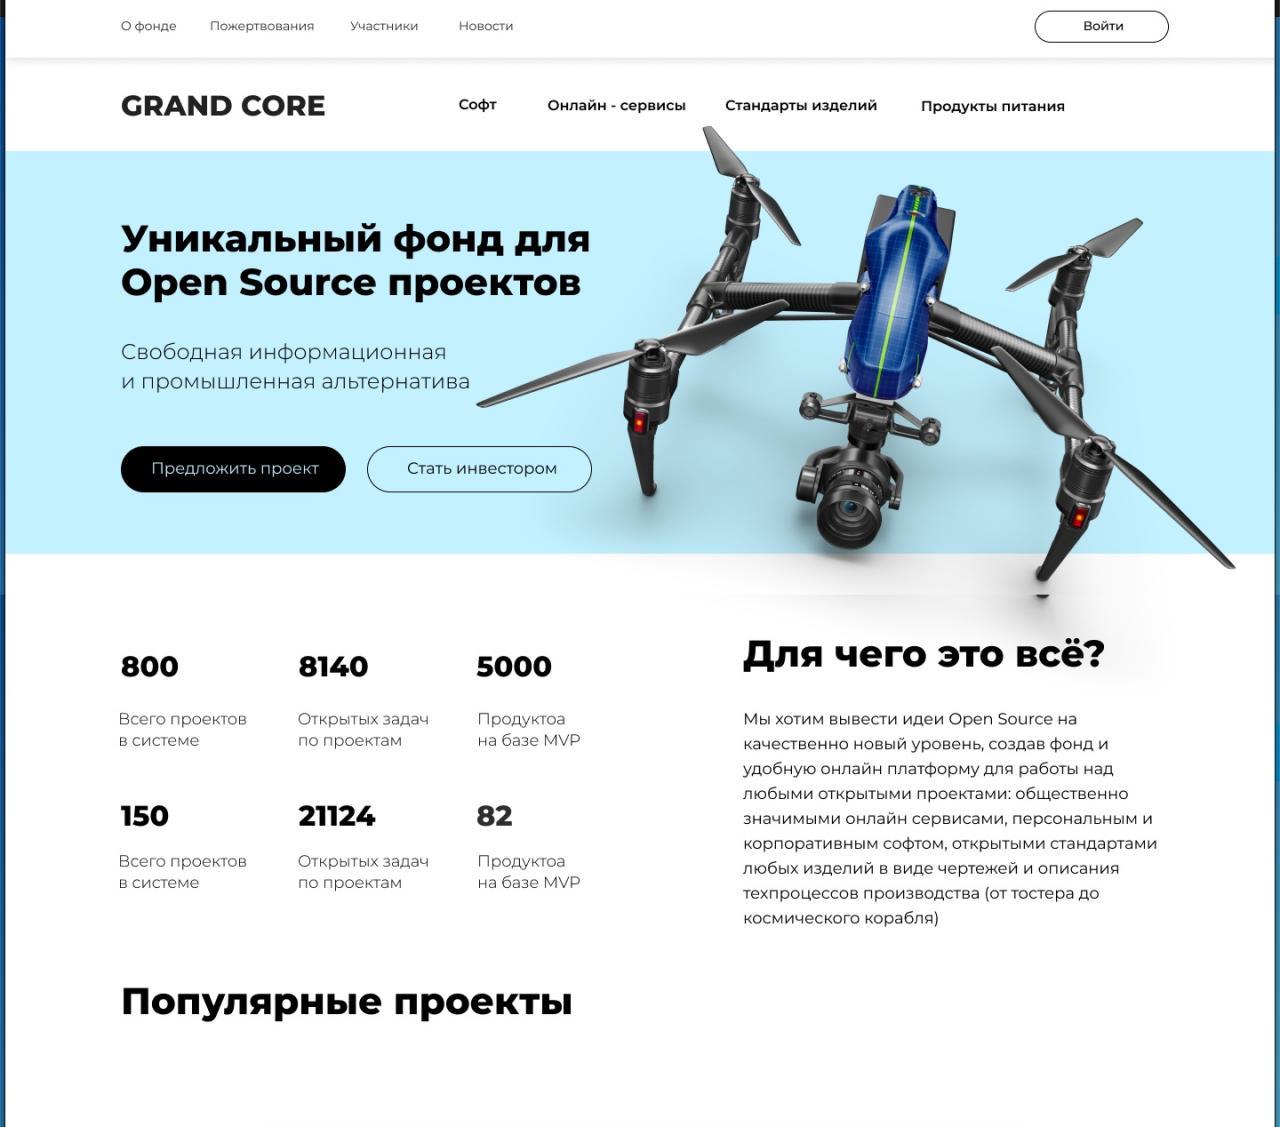 О фонде Пожертвования Участники Новости Войти
GRAND CORE Софт Онлайн - сервисы Стандарты изделий Продукты питания
Уникальный фонд для
Open Source проектов
Свободная информационная
и промышленная альтернатива
Предложить проект Стать инвестором
800 8140 5000
Всего проектов Открытых задач Продуктоа
в системе по проектам на базе MVP
150 21124 82
Всего проектов Открытых задач Продуктоа
в системе по проектам на базе MVP
Для чего это всё?
Мы хотим вывести идеи Open Source на
качественно новый уровень, создав фонд и
удобную онлайн платформу для работы над
любыми открытыми проектами: общественно
значимыми онлайн сервисами, персональным и
корпоративным софтом, открытыми стандартами
любых изделий в виде чертежей и описания
техпроцессов производства (от тостера до
космического корабля)
Популярные проекты